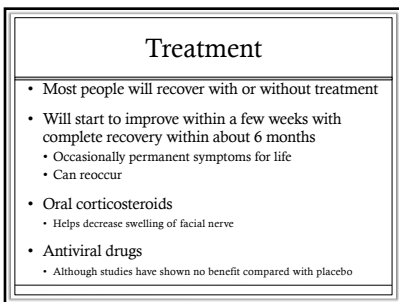 Treatment
• Most people will recover with or without treatment
• Will start to improve within a few weeks with
complete recovery within about 6 months
• Occasionally permanent symptoms for life
• Can reoccur
• Oral corticosteroids
• Helps decrease swelling of facial nerve
• Antiviral drugs
• Although studies have shown no benefit compared with placebo